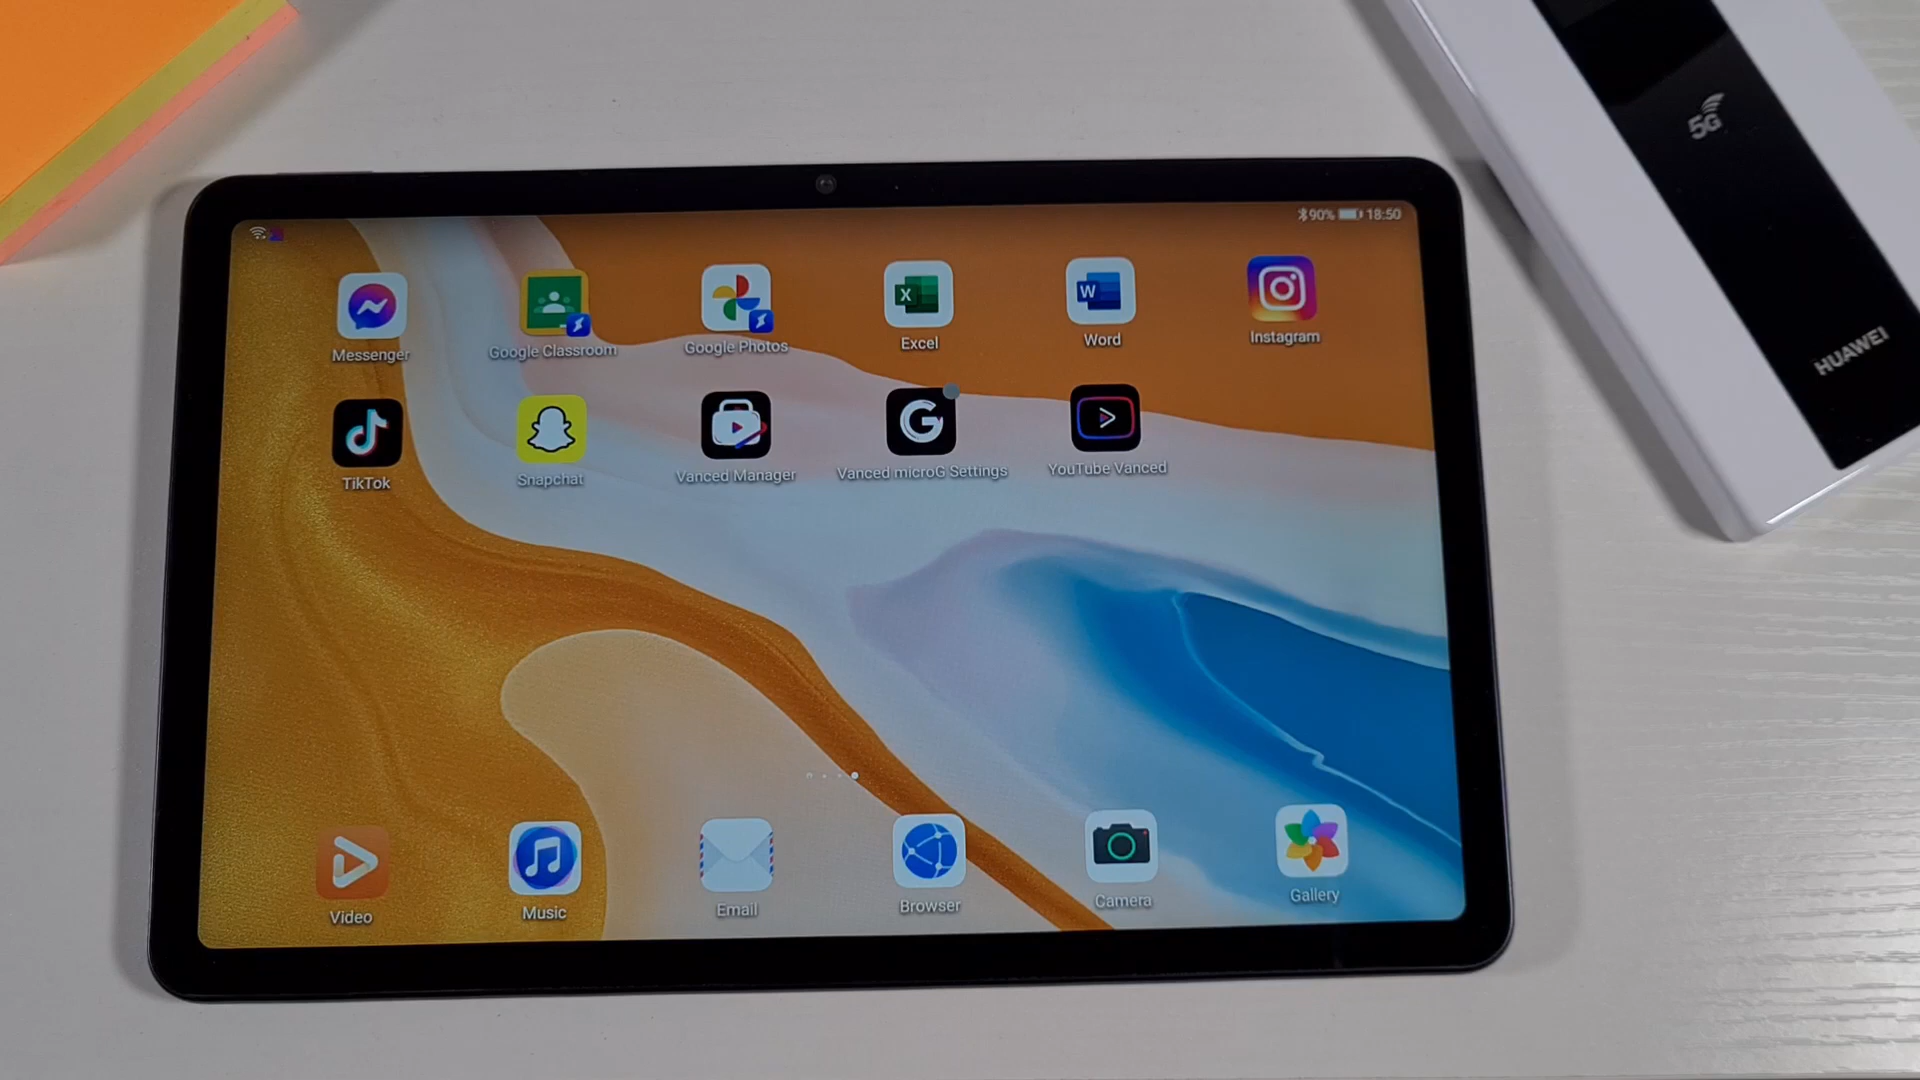 5G
HUAWEI
90% 18:50
Messenger
Google Classroom
Google Photos
Excel
Word
Instagram
TikTok
Snapchat
Vanced Manager
Vanced microG Settings
YouTube Vanced
Video
Music
Email
Browser
Camera
Gallery